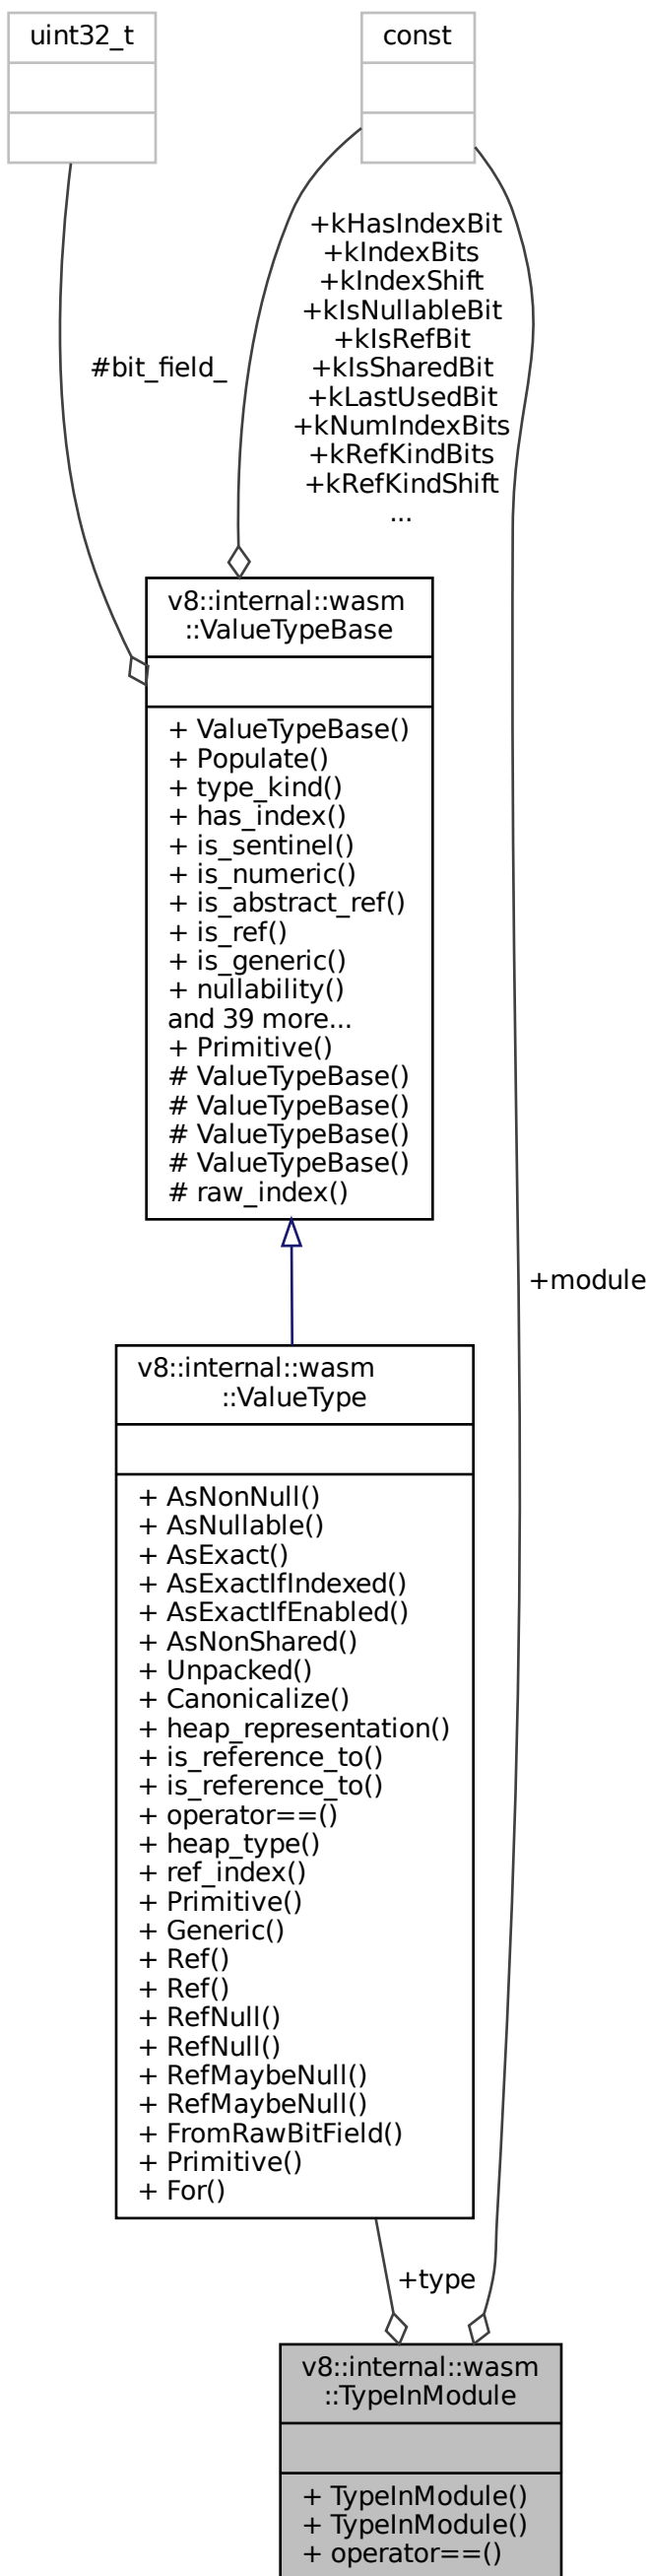 uint32_t
const
+kHasIndexBit
+kIndexBits
+kIndexShift
+kIsNullableBit
+kIsRefBit
+kIsSharedBit
+kLastUsedBit
+kNumIndexBits
+kRefKindBits
+kRefKindShift
...
#bit_field_
v8::internal::wasm
::ValueTypeBase
+ ValueTypeBase()
+ Populate()
+ type_kind()
+ has_index()
+ is_sentinel()
+ is_numeric()
+ is_abstract_ref()
+ is_ref()
+ is_generic()
+ nullability()
and 39 more...
+ Primitive()
# ValueTypeBase()
# ValueTypeBase()
# ValueTypeBase()
# ValueTypeBase()
# raw_index()
+module
v8::internal::wasm
::ValueType
+ AsNonNull()
+ AsNullable()
+ AsExact()
+ AsExactIfIndexed()
+ AsExactIfEnabled()
+ AsNonShared()
+ Unpacked()
+ Canonicalize()
+ heap_representation()
+ is_reference_to()
+ is_reference_to()
+ operator==()
+ heap_type()
+ ref_index()
+ Primitive()
+ Generic()
+ Ref()
+ Ref()
+ RefNull()
+ RefNull()
+ RefMaybeNull()
+ RefMaybeNull()
+ FromRawBitField()
+ Primitive()
+ For()
+type
v8::internal::wasm
::TypeInModule
+ TypeInModule()
+ TypeInModule()
+ operator==()